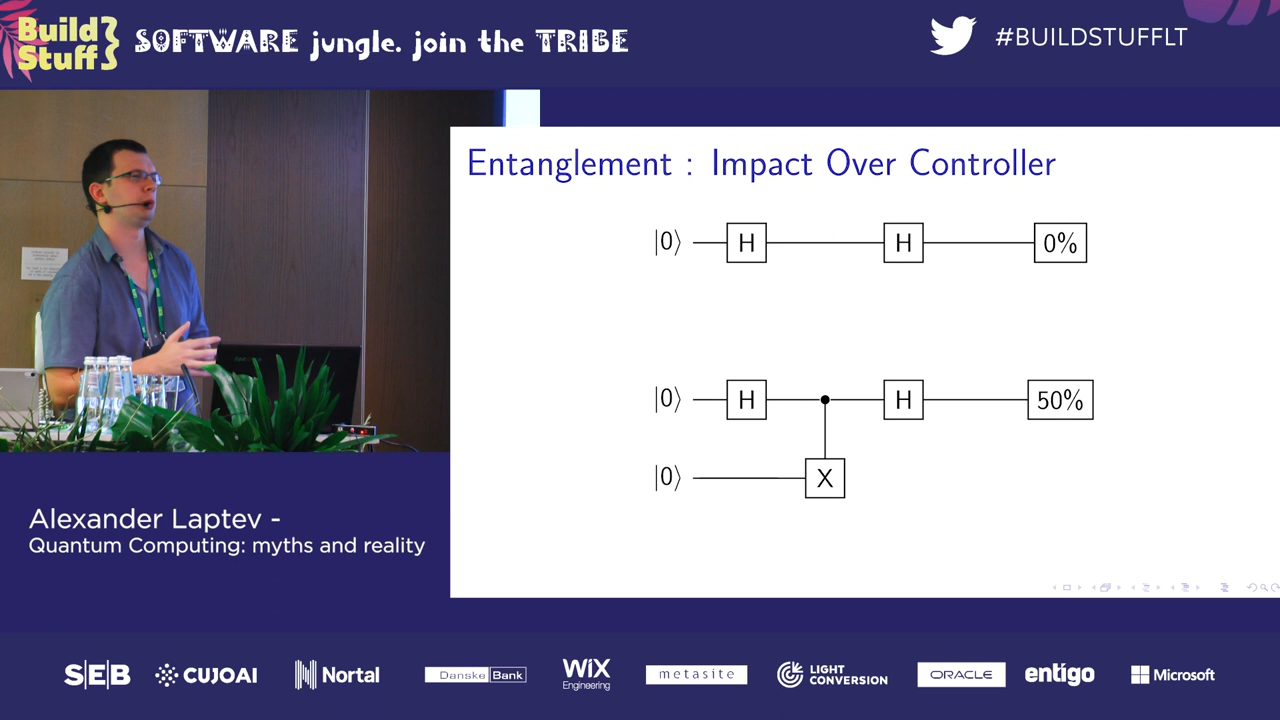 Build
Stuff
SOFTWARE jungle. join the TRIBE
#BUILDSTUFFLT
Entanglement : Impact Over Controller
|0⟩ H H 0%
|0⟩ H H 50%
|0⟩ X
Alexander Laptev -
Quantum Computing: myths and reality
SEB
CUJOAI
Nortal
Danske Bank
WiX
Engineering
metasite
LIGHT
CONVERSION
ORACLE
entigo
Microsoft